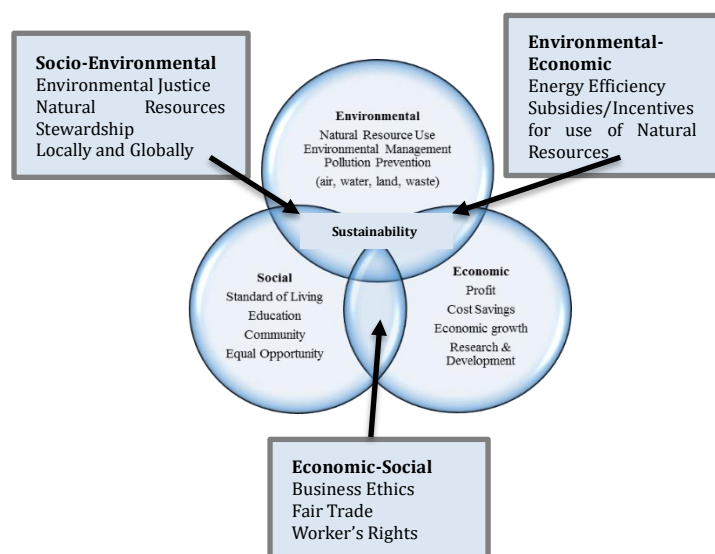 Socio-Environmental
Environmental Justice
Natural Resources
Stewardship
Locally and Globally
Environmental-
Economic
Energy Efficiency
Subsidies/Incentives
for use of Natural
Resources
Environmental
Natural Resource Use
Environmental Management
Pollution Prevention
(air, water, land, waste)
Sustainability
Social
Standard of Living
Education
Community
Equal Opportunity
Economic
Profit
Cost Savings
Economic growth
Research &
Development
Economic-Social
Business Ethics
Fair Trade
Worker’s Rights